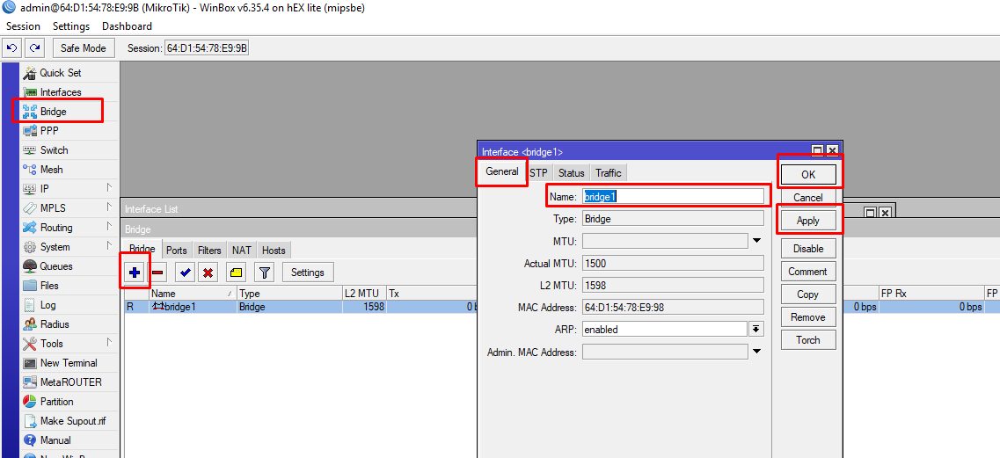 admin@64:D1:54:78:E9:9B (MikroTik) - WinBox v6.35.4 on hEX lite (mipsbe)
Session Settings Dashboard
Safe Mode Session: 64:D1:54:78:E9:9B
Quick Set
Interfaces
Bridge
PPP
Switch
Mesh
IP
MPLS
Routing
System
Queues
Files
Log
Radius
Tools
New Terminal
MetaROUTER
Partition
Make Supout.rif
Manual
Interface List
Bridge
Bridge Ports Filters NAT Hosts
Settings
Name Type L2 MTU Tx FP Rx FP
R bridge1 Bridge 1598 0 b 0 bps 0 bps
Interface <bridge1>
General STP Status Traffic
Name: bridge1
Type: Bridge
MTU:
Actual MTU: 1500
L2 MTU: 1598
MAC Address: 64:D1:54:78:E9:98
ARP: enabled
Admin. MAC Address:
OK
Cancel
Apply
Disable
Comment
Copy
Remove
Torch